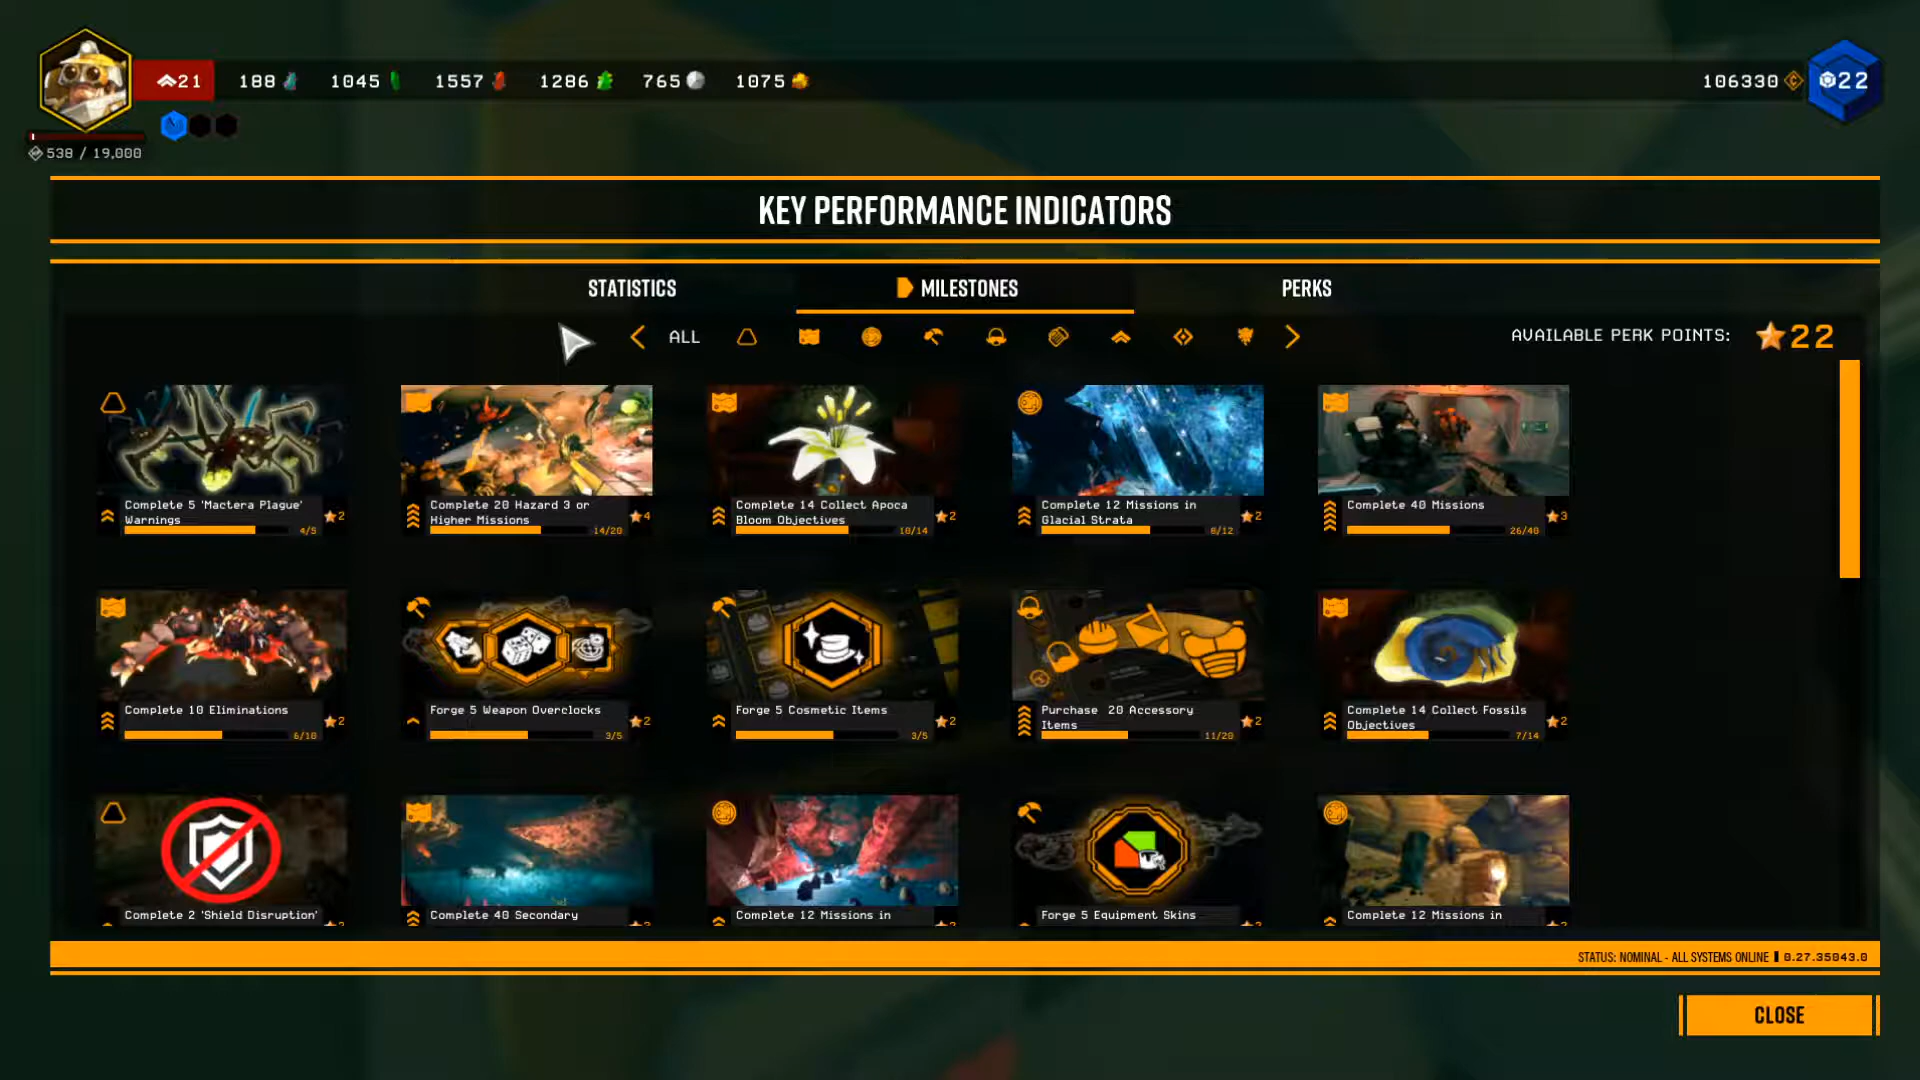 21 188 1045 1557 1286 765 1075 106330 22
538 / 19,000
KEY PERFORMANCE INDICATORS
STATISTICS MILESTONES PERKS
ALL AVAILABLE PERK POINTS: 22
Complete 5 'Mactera Plague'
Warnings
2
4/5
Complete 20 Hazard 3 or
Higher Missions
4
14/20
Complete 14 Collect Apoca
Bloom Objectives
2
10/14
Complete 12 Missions in
Glacial Strata
2
8/12
Complete 40 Missions
3
26/40
Complete 10 Eliminations
2
6/10
Forge 5 Weapon Overclocks
2
3/5
Forge 5 Cosmetic Items
2
3/5
Purchase 20 Accessory
Items
2
11/20
Complete 14 Collect Fossils
Objectives
2
7/14
Complete 2 'Shield Disruption'
Complete 40 Secondary
Complete 12 Missions in
Forge 5 Equipment Skins
Complete 12 Missions in
STATUS: NOMINAL - ALL SYSTEMS ONLINE 0.27.35043.0
CLOSE